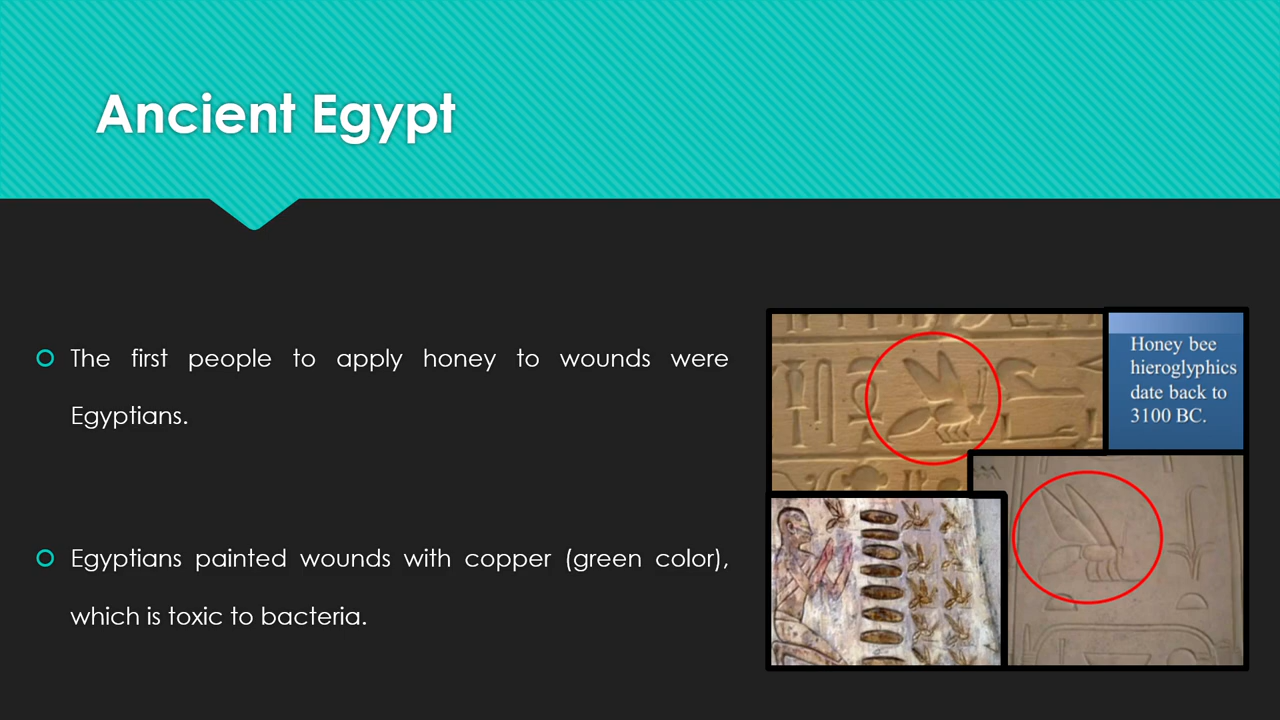 Ancient Egypt
The first people to apply honey to wounds were
Egyptians.
Egyptians painted wounds with copper (green color),
which is toxic to bacteria.
Honey bee
hieroglyphics
date back to
3100 BC.